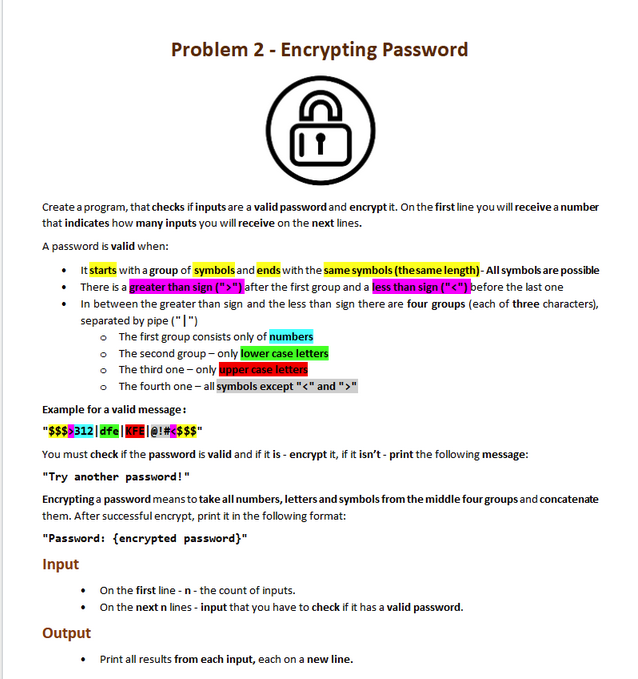 Problem 2 - Encrypting Password
Create a program, that checks if inputs are a valid password and encrypt it. On the first line you will receive a number
that indicates how many inputs you will receive on the next lines.
A password is valid when:
• It starts with a group of symbols and ends with the same symbols (the same length) - All symbols are possible
• There is a greater than sign (">") after the first group and a less than sign ("<") before the last one
• In between the greater than sign and the less than sign there are four groups (each of three characters),
separated by pipe ("|")
o The first group consists only of numbers
o The second group – only lower case letters
o The third one – only upper case letters
o The fourth one – all symbols except "<" and ">"
Example for a valid message:
"$$$>312|dfe|KFE|@!#<$$$"
You must check if the password is valid and if it is - encrypt it, if it isn't - print the following message:
"Try another password!"
Encrypting a password means to take all numbers, letters and symbols from the middle four groups and concatenate
them. After successful encrypt, print it in the following format:
"Password: {encrypted password}"
Input
• On the first line - n - the count of inputs.
• On the next n lines - input that you have to check if it has a valid password.
Output
• Print all results from each input, each on a new line.